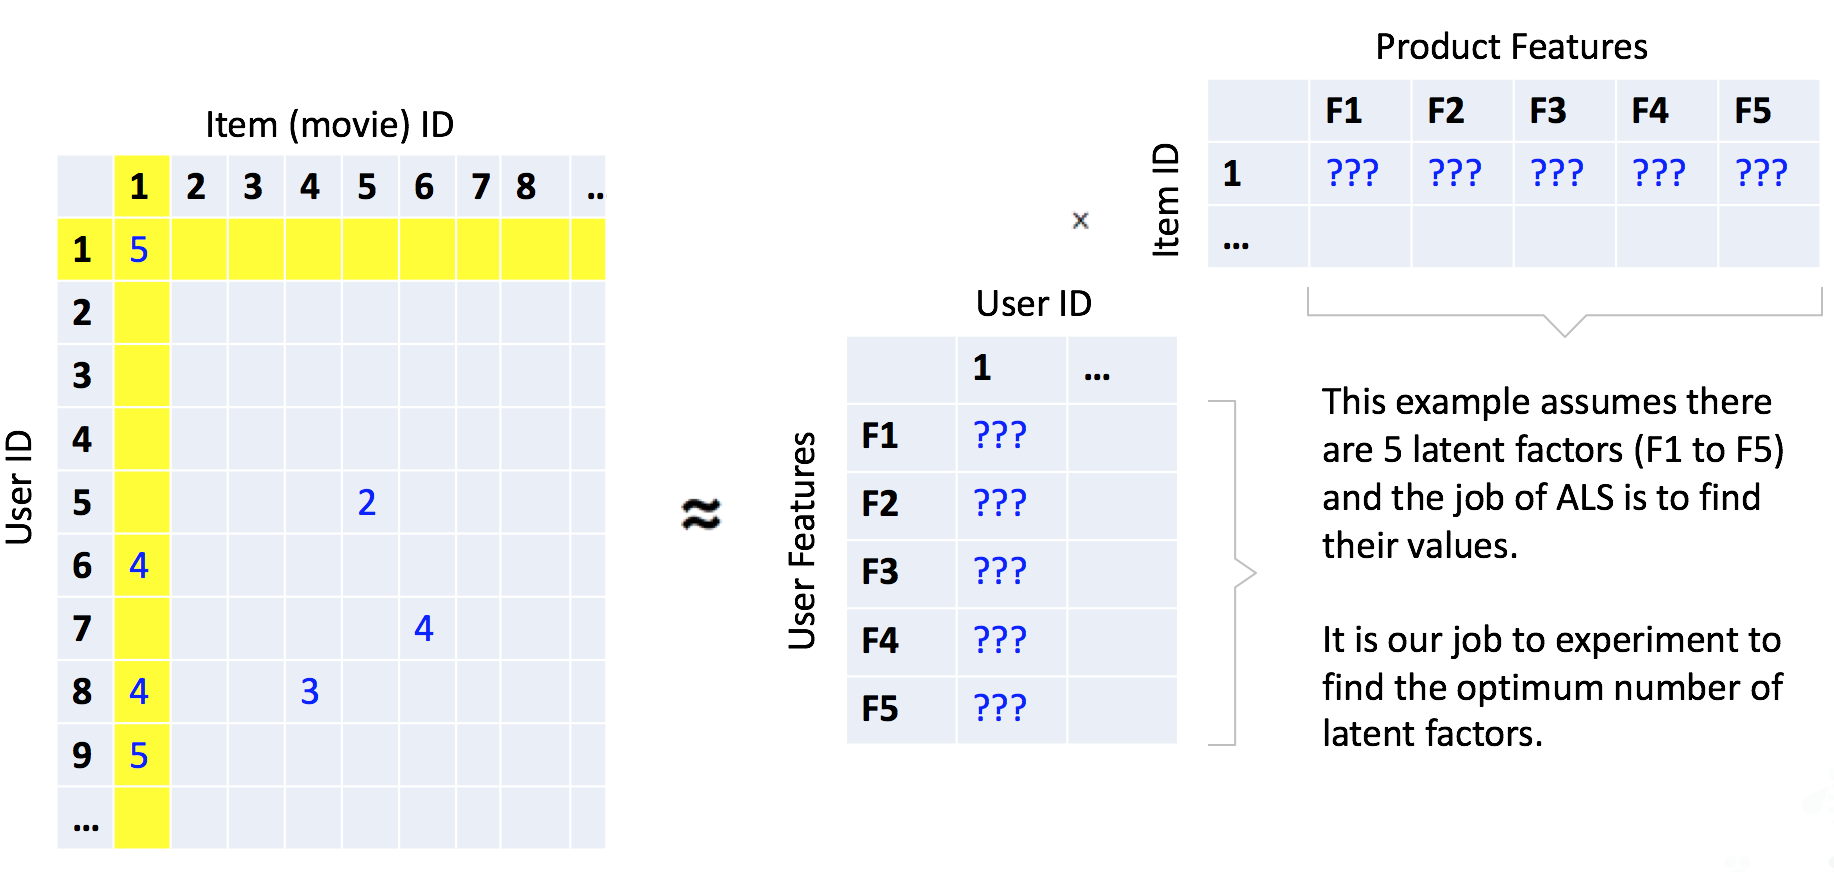 Product Features
F1 F2 F3 F4 F5
Item ID
1 ??? ??? ??? ??? ???
...
×
Item (movie) ID
1 2 3 4 5 6 7 8 ..
User ID
1 5
2
3
4
5 2
6 4
7 4
8 4 3
9 5
...
≈
User ID
1 ...
User Features
F1 ???
F2 ???
F3 ???
F4 ???
F5 ???
This example assumes there
are 5 latent factors (F1 to F5)
and the job of ALS is to find
their values.
It is our job to experiment to
find the optimum number of
latent factors.